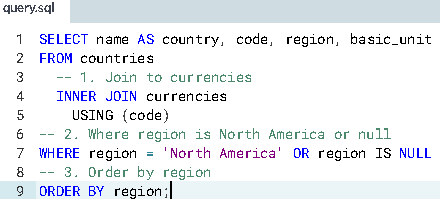 query.sql
1 SELECT name AS country, code, region, basic_unit
2 FROM countries
3 -- 1. Join to currencies
4 INNER JOIN currencies
5 USING (code)
6 -- 2. Where region is North America or null
7 WHERE region = 'North America' OR region IS NULL
8 -- 3. Order by region
9 ORDER BY region;